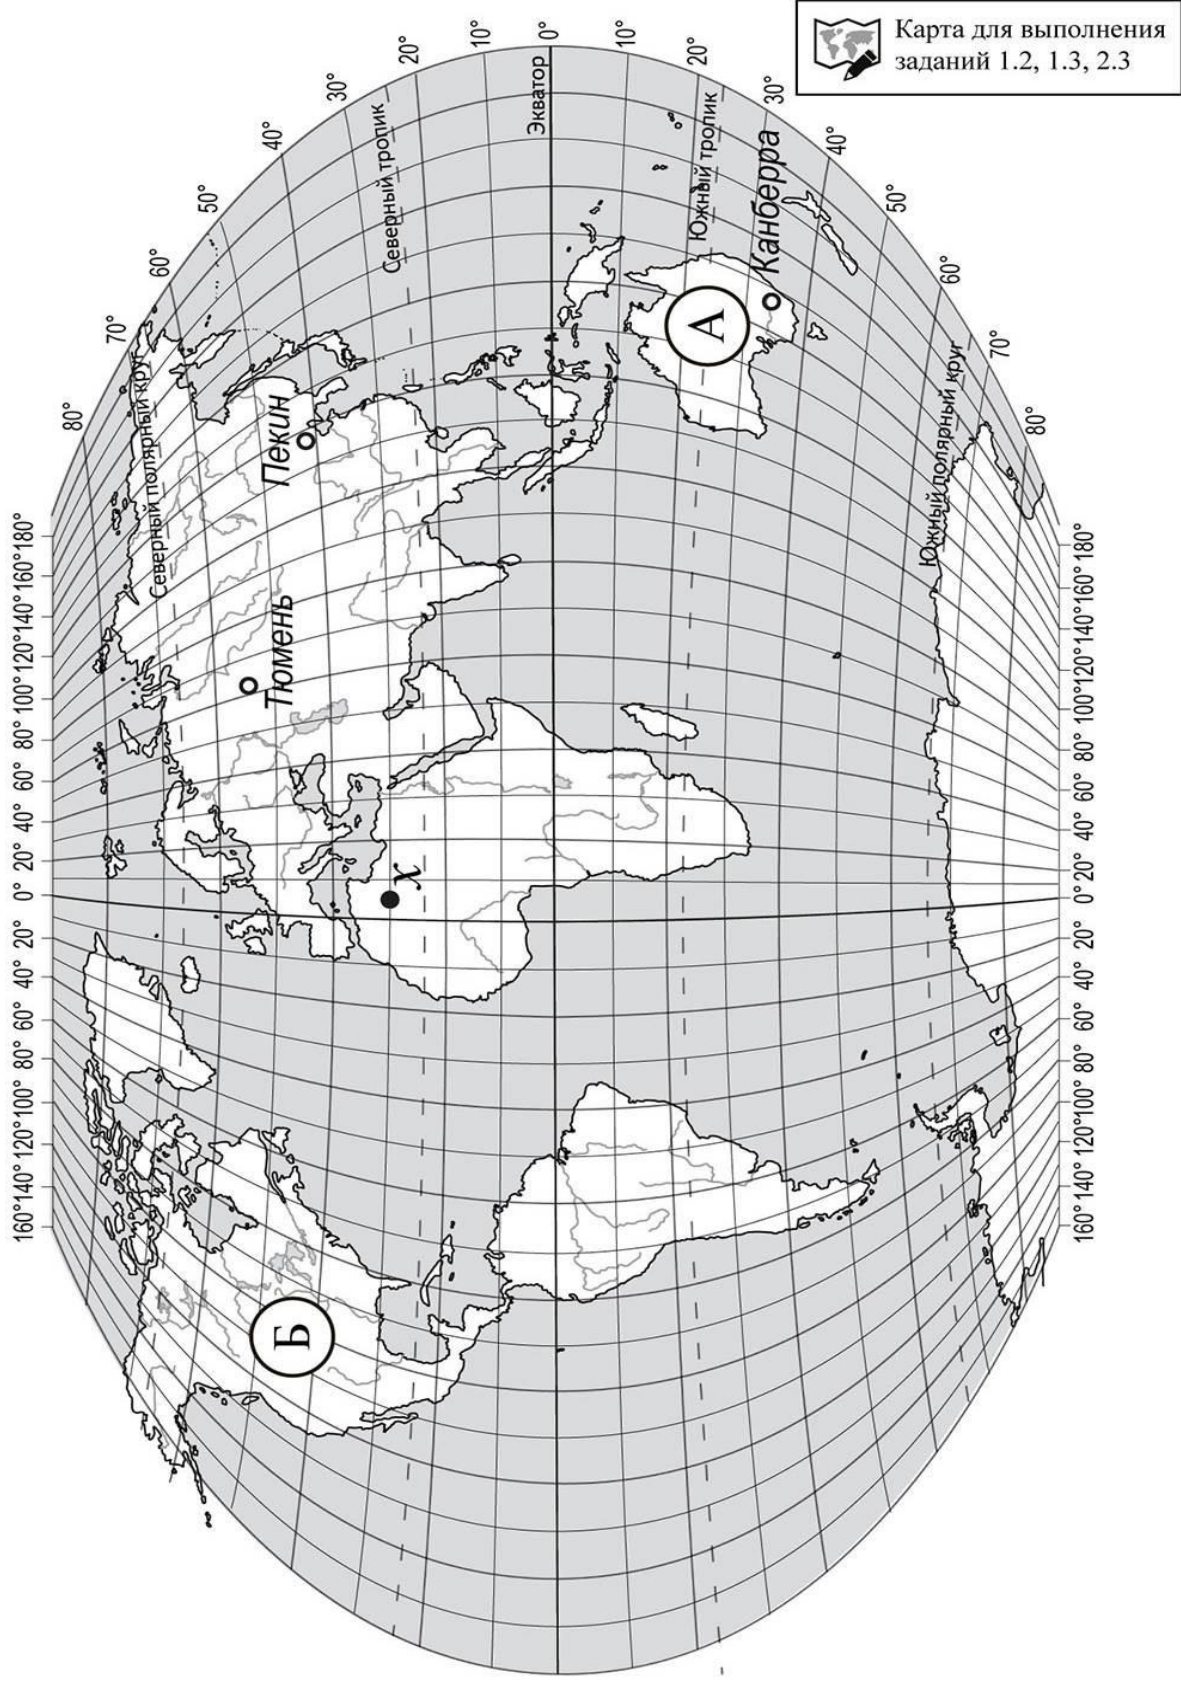 Карта для выполнения
заданий 1.2, 1.3, 2.3
80°
70°
60°
50°
40°
30°
20°
10°
0°
10°
20°
30°
40°
50°
60°
70°
80°
Северный полярный круг
Северный тропик
Экватор
Южный тропик
Южный полярный круг
Пекин
Тюмень
Канберра
А
Б
х
160° 140° 120° 100° 80° 60° 40° 20° 0° 20° 40° 60° 80° 100° 120° 140° 160° 180°
160° 140° 120° 100° 80° 60° 40° 20° 0° 20° 40° 60° 80° 100° 120° 140° 160° 180°